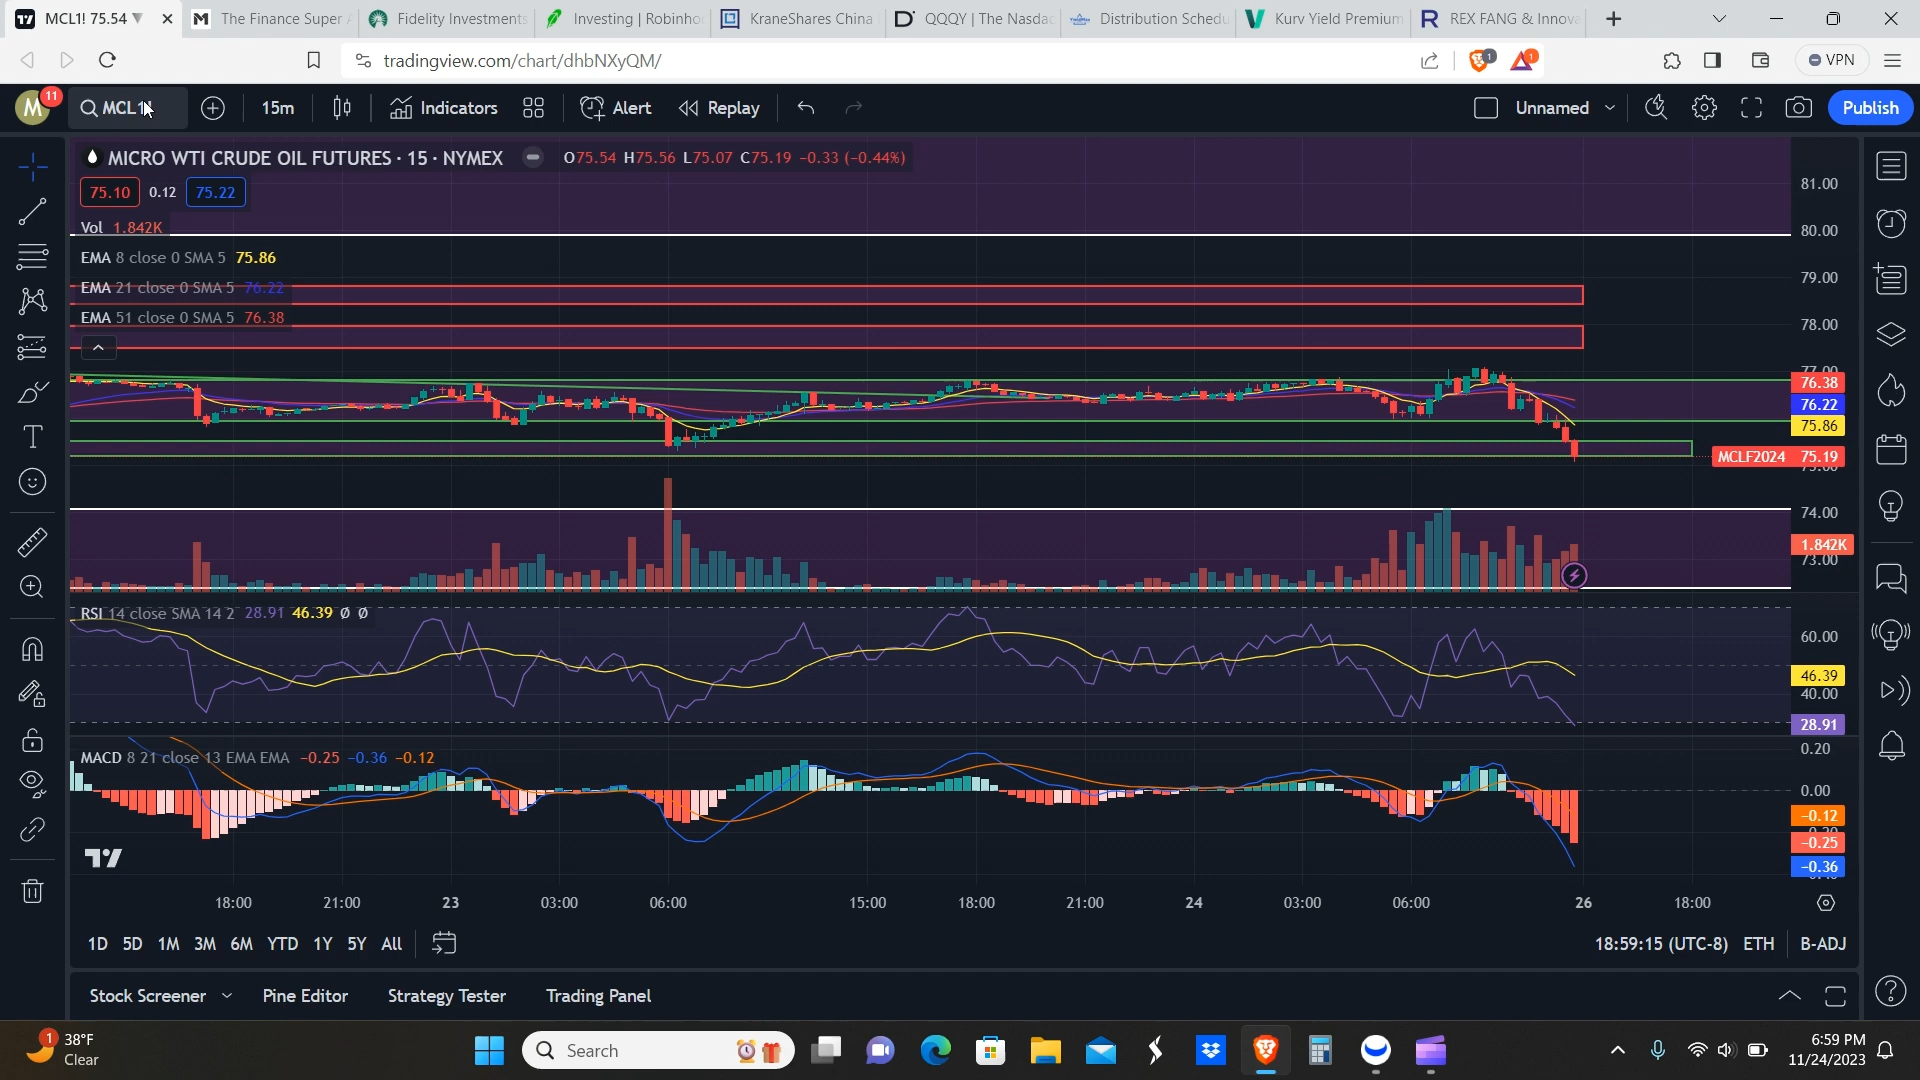 MCL1! 75.54
The Finance Super
Fidelity Investments
Investing | Robinho
KraneShares China
QQQY | The Nasda
Distribution Schedu
Kurv Yield Premium
REX FANG & Innova
tradingview.com/chart/dhbNXyQM/
1
1
VPN
M
11
MCL1!
15m
Indicators
Alert
Replay
Unnamed
Publish
MICRO WTI CRUDE OIL FUTURES · 15 · NYMEX
O75.54 H75.56 L75.07 C75.19 −0.33 (−0.44%)
75.10 0.12 75.22
Vol 1.842K
EMA 8 close 0 SMA 5 75.86
EMA 21 close 0 SMA 5 76.22
EMA 51 close 0 SMA 5 76.38
81.00
80.00
79.00
78.00
77.00
76.38
76.22
75.86
MCLF2024 75.19
75.00
74.00
1.842K
73.00
RSI 14 close SMA 14 2 28.91 46.39 Ø Ø
60.00
46.39
40.00
28.91
MACD 8 21 close 13 EMA EMA −0.25 −0.36 −0.12
0.20
0.00
−0.12
−0.25
−0.36
18:00 21:00 23 03:00 06:00 15:00 18:00 21:00 24 03:00 06:00 26 18:00
1D 5D 1M 3M 6M YTD 1Y 5Y All
18:59:15 (UTC-8) ETH B-ADJ
Stock Screener Pine Editor Strategy Tester Trading Panel
1
38°F
Clear
Search
6:59 PM
11/24/2023